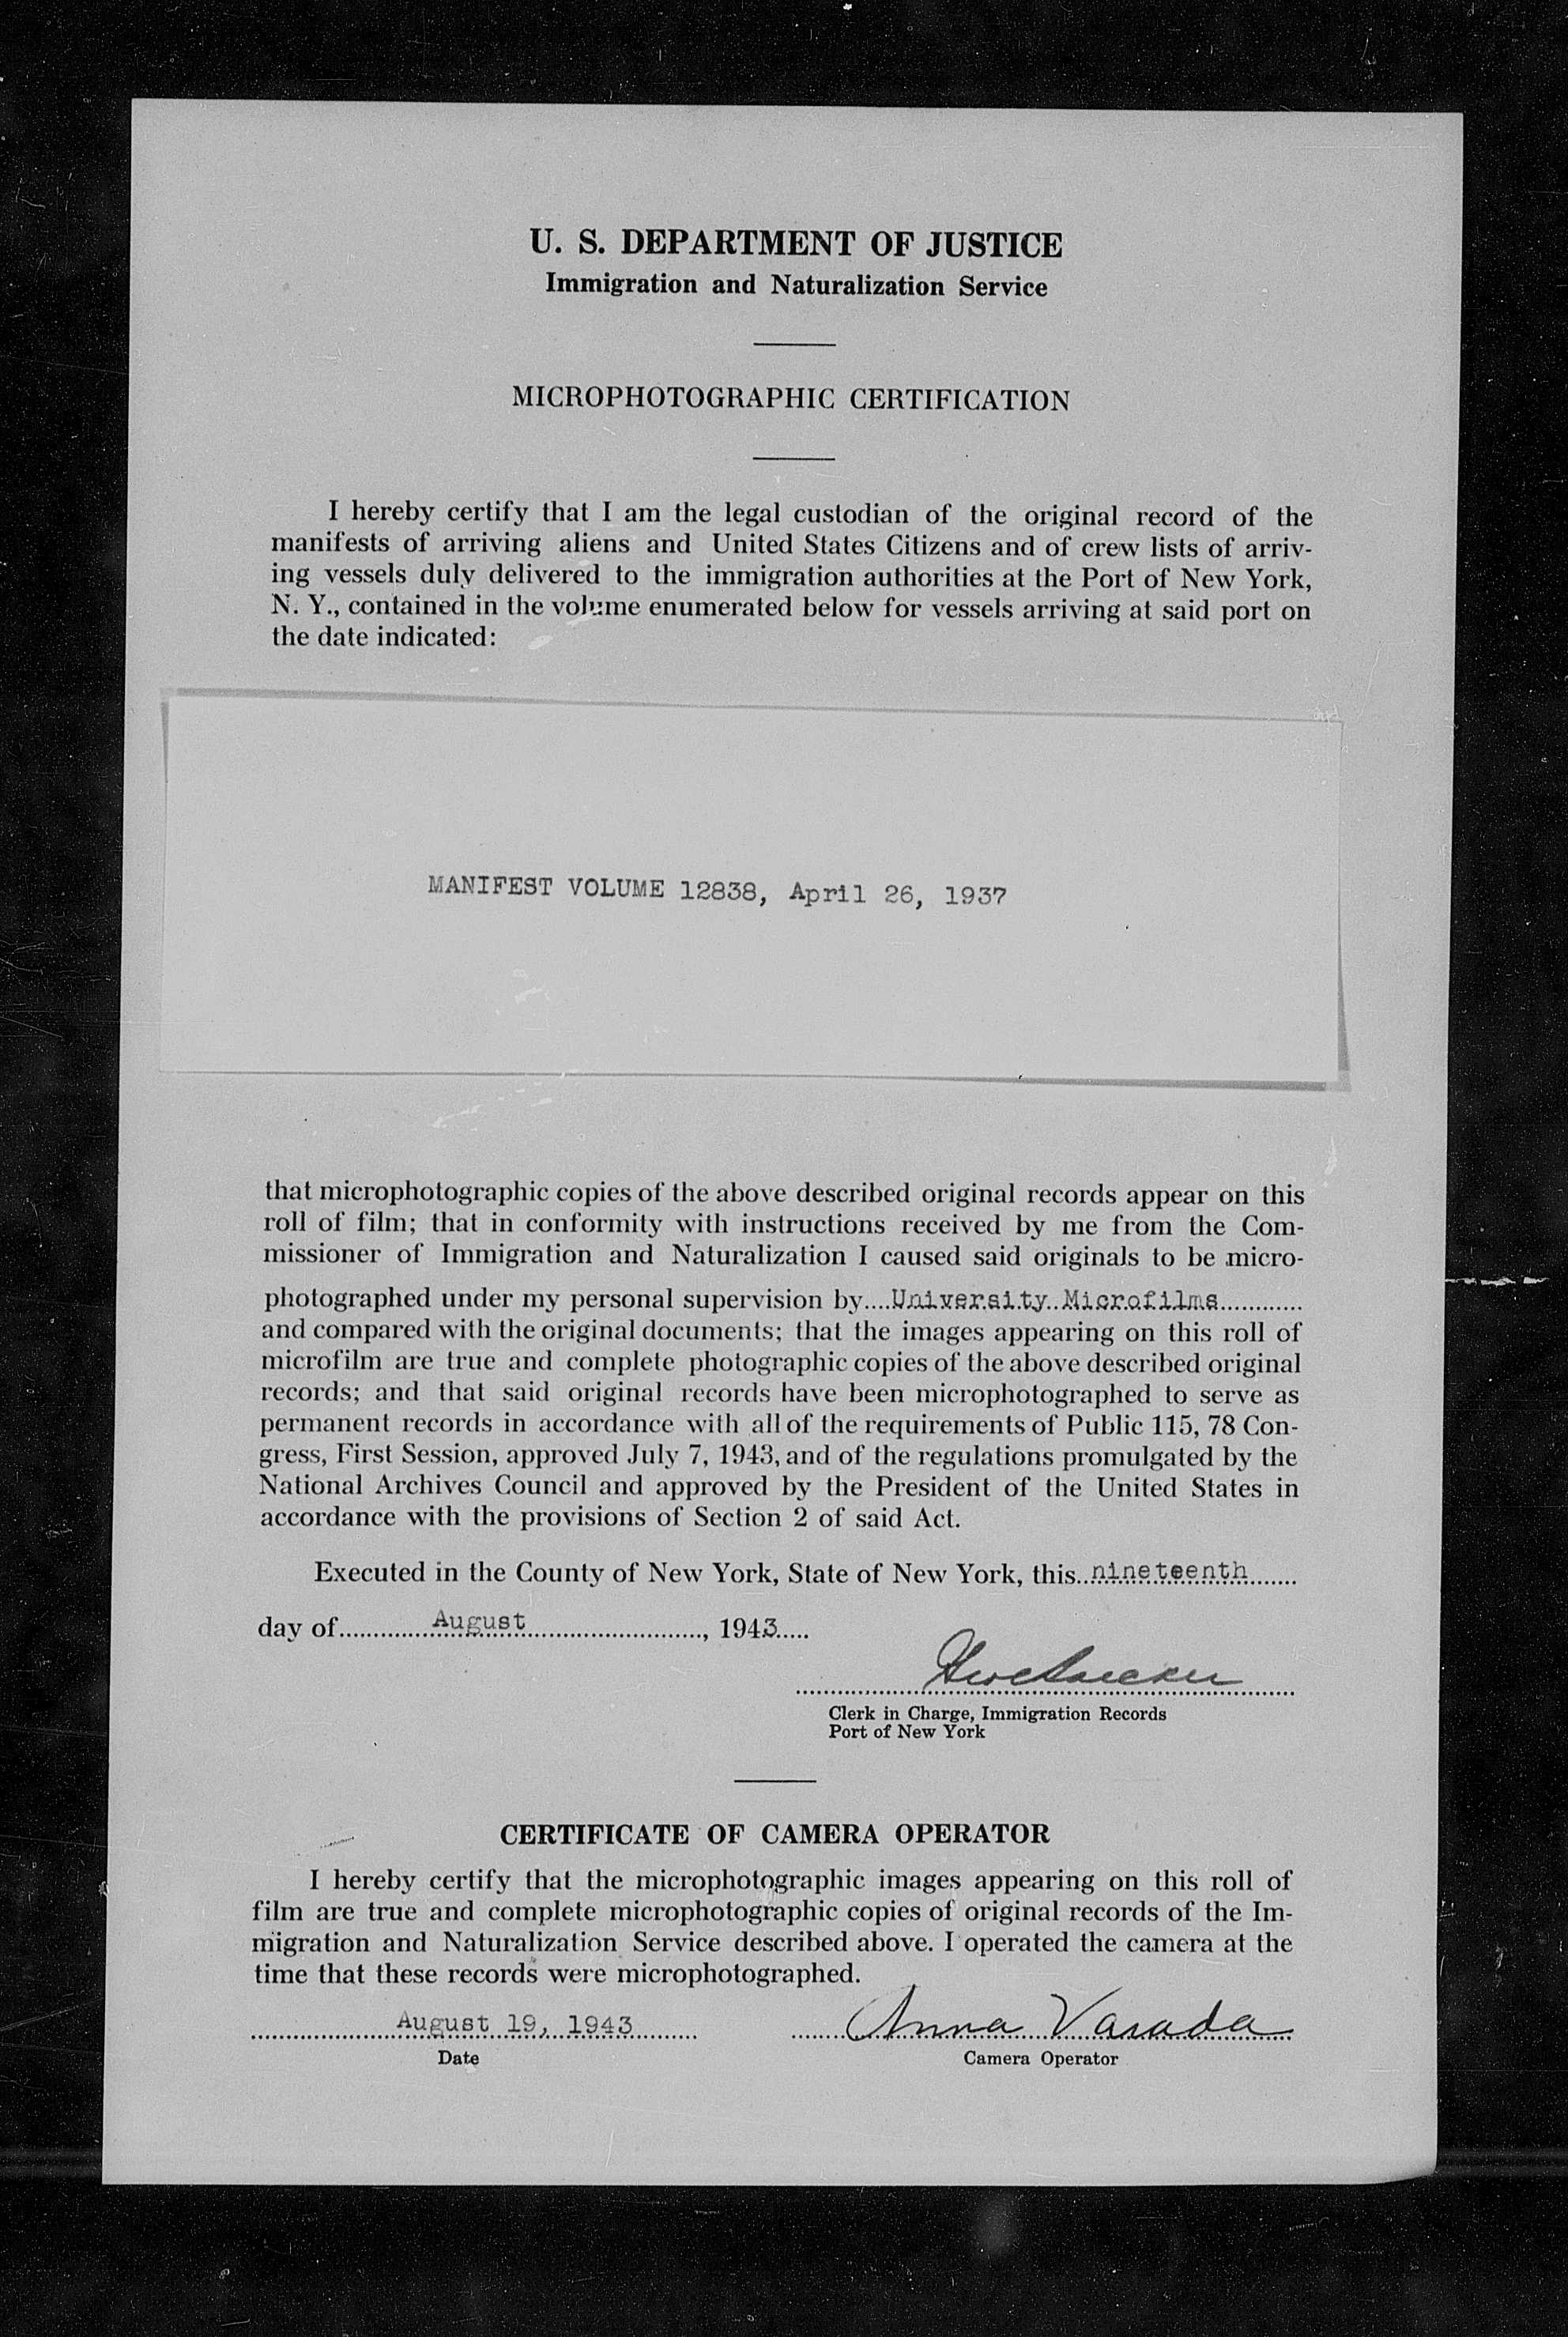 U. S. DEPARTMENT OF JUSTICE
Immigration and Naturalization Service
MICROPHOTOGRAPHIC CERTIFICATION
I hereby certify that I am the legal custodian of the original record of the
manifests of arriving aliens and United States Citizens and of crew lists of arriv-
ing vessels duly delivered to the immigration authorities at the Port of New York,
N. Y., contained in the volume enumerated below for vessels arriving at said port on
the date indicated:
MANIFEST VOLUME 12838, April 26, 1937
that microphotographic copies of the above described original records appear on this
roll of film; that in conformity with instructions received by me from the Com-
missioner of Immigration and Naturalization I caused said originals to be micro-
photographed under my personal supervision by....University Microfilms............
and compared with the original documents; that the images appearing on this roll of
microfilm are true and complete photographic copies of the above described original
records; and that said original records have been microphotographed to serve as
permanent records in accordance with all of the requirements of Public 115, 78 Con-
gress, First Session, approved July 7, 1943, and of the regulations promulgated by the
National Archives Council and approved by the President of the United States in
accordance with the provisions of Section 2 of said Act.
Executed in the County of New York, State of New York, this..nineteenth.......
day of..............August..........................., 1943.....
Clerk in Charge, Immigration Records
Port of New York
CERTIFICATE OF CAMERA OPERATOR
I hereby certify that the microphotographic images appearing on this roll of
film are true and complete microphotographic copies of original records of the Im-
migration and Naturalization Service described above. I operated the camera at the
time that these records were microphotographed.
August 19, 1943 Anna Varada
Date Camera Operator